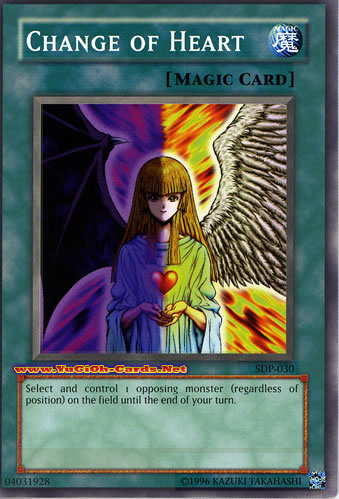 CHANGE OF HEART
MAGIC
魔
[MAGIC CARD]
SDP-030
www.YuGiOh-Cards.Net
Select and control 1 opposing monster (regardless of
position) on the field until the end of your turn.
04031928
©1996 KAZUKI TAKAHASHI